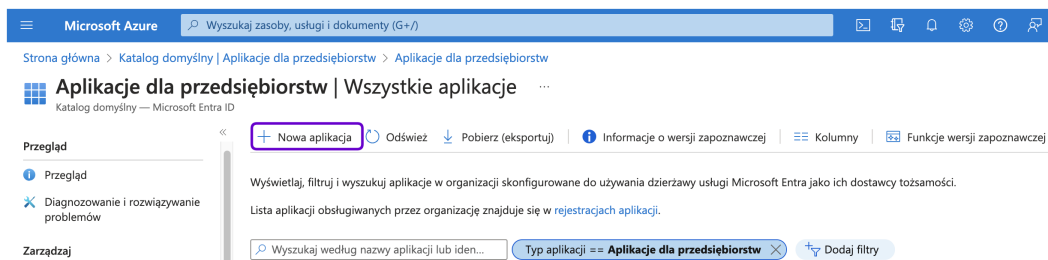 Microsoft Azure
Wyszukaj zasoby, usługi i dokumenty (G+/)
Strona główna > Katalog domyślny | Aplikacje dla przedsiębiorstw > Aplikacje dla przedsiębiorstw
Aplikacje dla przedsiębiorstw | Wszystkie aplikacje ...
Katalog domyślny — Microsoft Entra ID
Nowa aplikacja
Odśwież
Pobierz (eksportuj)
Informacje o wersji zapoznawczej
Kolumny
Funkcje wersji zapoznawczej
Przegląd
Przegląd
Diagnozowanie i rozwiązywanie
problemów
Zarządzaj
Wyświetlaj, filtruj i wyszukuj aplikacje w organizacji skonfigurowane do używania dzierżawy usługi Microsoft Entra jako ich dostawcy tożsamości.
Lista aplikacji obsługiwanych przez organizację znajduje się w rejestracjach aplikacji.
Wyszukaj według nazwy aplikacji lub iden...
Typ aplikacji == Aplikacje dla przedsiębiorstw
Dodaj filtry